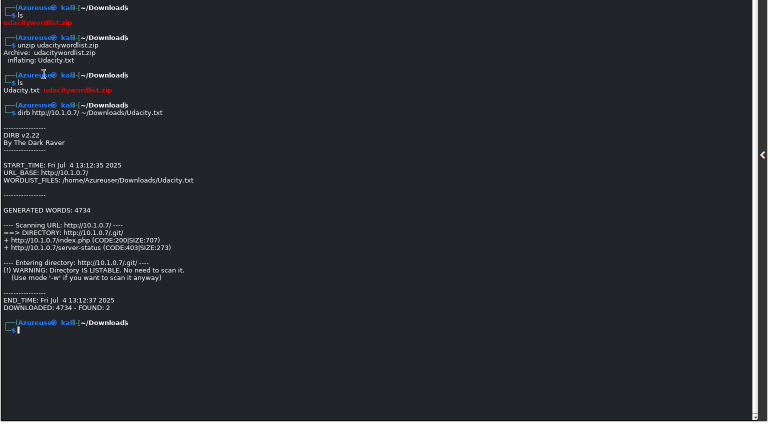 ┌──(Azureuser㉿ kali)-[~/Downloads]
└─$ ls
udacitywordlist.zip
┌──(Azureuser㉿ kali)-[~/Downloads]
└─$ unzip udacitywordlist.zip
Archive:  udacitywordlist.zip
  inflating: Udacity.txt
┌──(Azureuser㉿ kali)-[~/Downloads]
└─$ ls
Udacity.txt  udacitywordlist.zip
┌──(Azureuser㉿ kali)-[~/Downloads]
└─$ dirb http://10.1.0.7/ ~/Downloads/Udacity.txt
-----------------
DIRB v2.22
By The Dark Raver
-----------------
START_TIME: Fri Jul  4 13:12:35 2025
URL_BASE: http://10.1.0.7/
WORDLIST_FILES: /home/Azureuser/Downloads/Udacity.txt
-----------------
GENERATED WORDS: 4734
---- Scanning URL: http://10.1.0.7/ ----
==> DIRECTORY: http://10.1.0.7/.git/
+ http://10.1.0.7/index.php (CODE:200|SIZE:707)
+ http://10.1.0.7/server-status (CODE:403|SIZE:273)
---- Entering directory: http://10.1.0.7/.git/ ----
(!) WARNING: Directory IS LISTABLE. No need to scan it.
    (Use mode '-w' if you want to scan it anyway)
-----------------
END_TIME: Fri Jul  4 13:12:37 2025
DOWNLOADED: 4734 - FOUND: 2
┌──(Azureuser㉿ kali)-[~/Downloads]
└─$